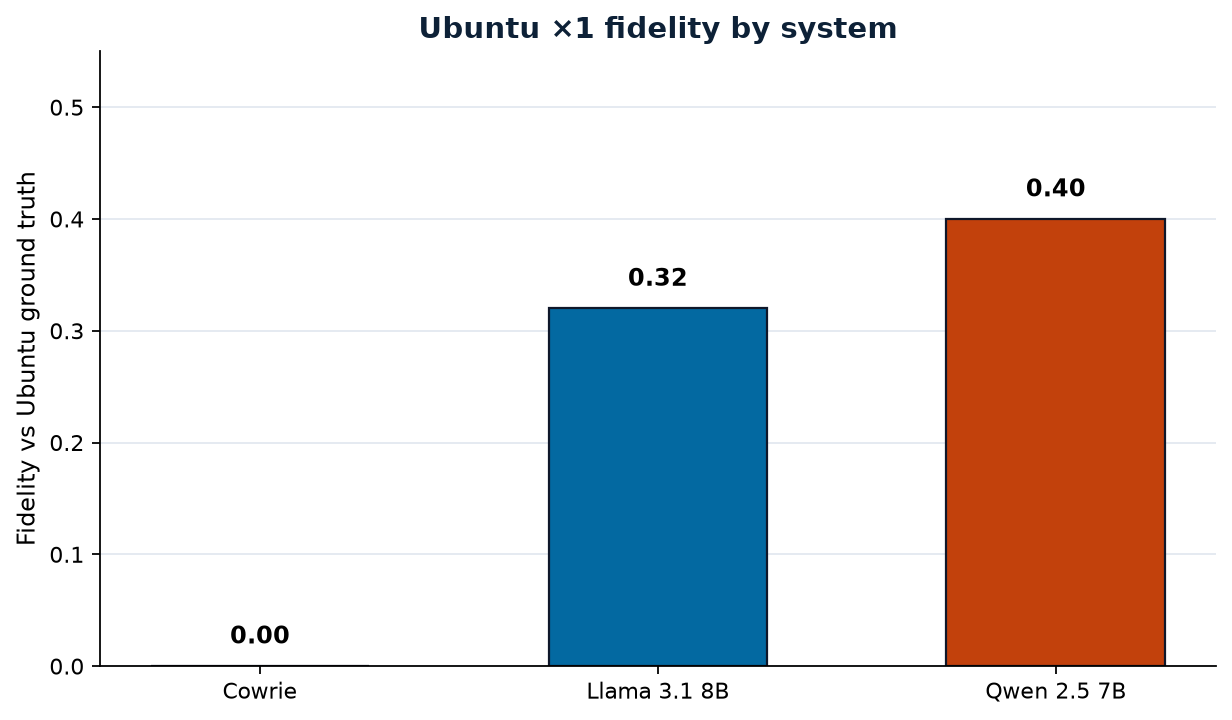 Ubuntu ×1 fidelity by system
Fidelity vs Ubuntu ground truth
0.5
0.4
0.3
0.2
0.1
0.0
0.00
0.32
0.40
Cowrie
Llama 3.1 8B
Qwen 2.5 7B